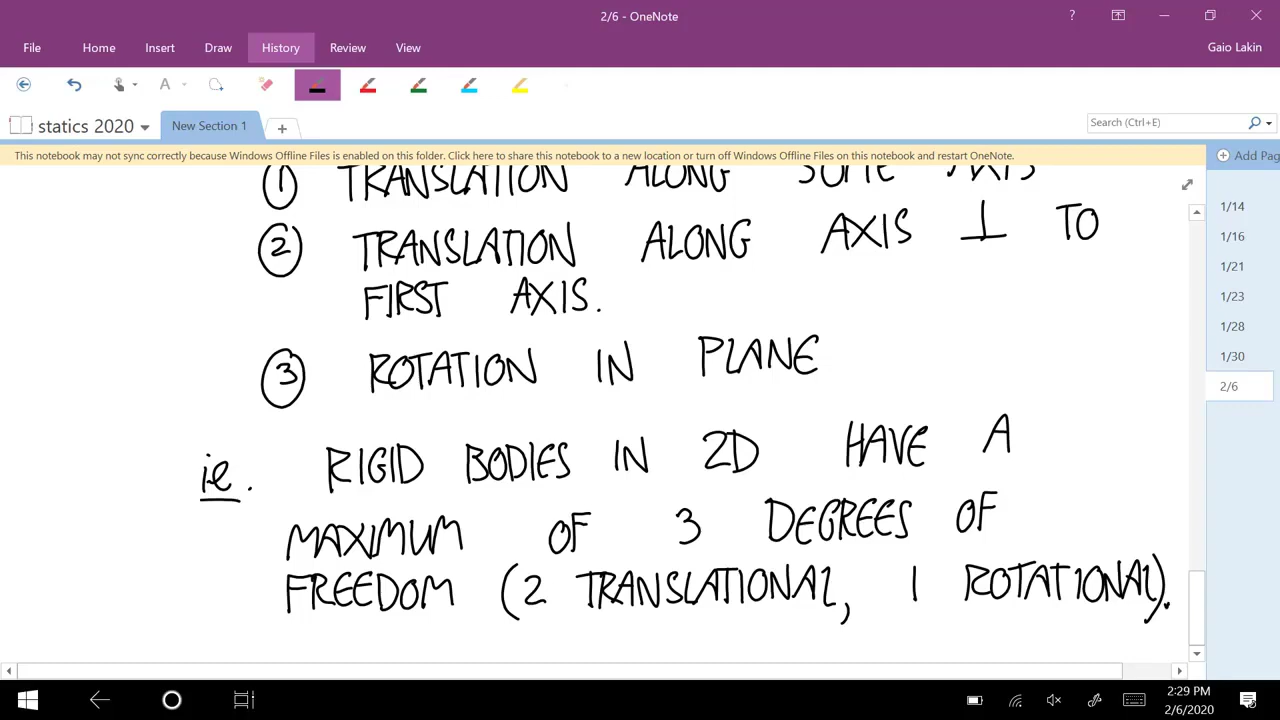 2/6 - OneNote
?
File Home Insert Draw History Review View
Gaio Lakin
A
statics 2020 New Section 1 +
Search (Ctrl+E)
This notebook may not sync correctly because Windows Offline Files is enabled on this folder. Click here to share this notebook to a new location or turn off Windows Offline Files on this notebook and restart OneNote.
Add Pag
1/14
1/16
1/21
1/23
1/28
1/30
2/6
① TRANSLATION ALONG SOME AXIS
② TRANSLATION ALONG AXIS ⊥ TO
FIRST AXIS.
③ ROTATION IN PLANE
ie. RIGID BODIES IN 2D HAVE A
MAXIMUM OF 3 DEGREES OF
FREEDOM (2 TRANSLATIONAL, 1 ROTATIONAL).
2:29 PM
2/6/2020